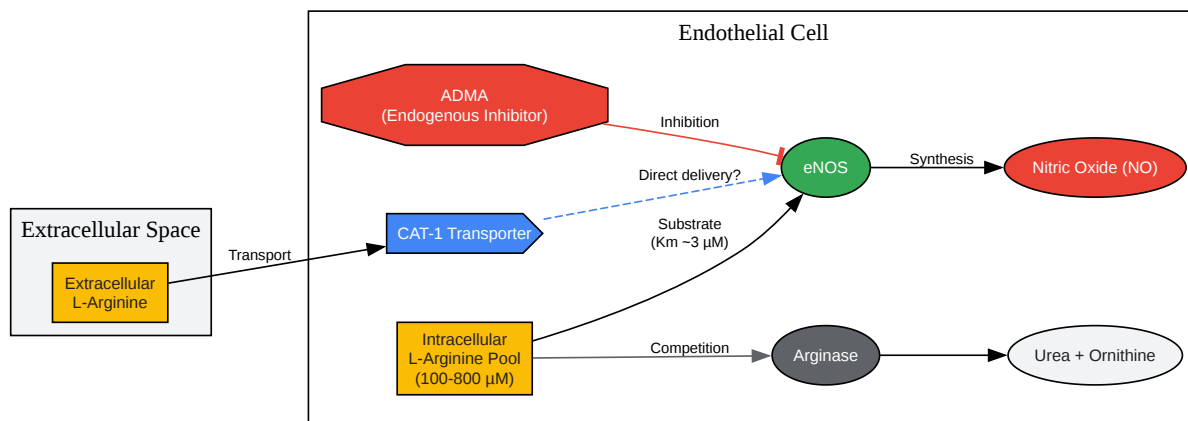 Endothelial Cell
ADMA
(Endogenous Inhibitor)
Inhibition
eNOS
Synthesis
Nitric Oxide (NO)
Direct delivery?
Extracellular Space
CAT-1 Transporter
Substrate
(Km ~3 µM)
Transport
Extracellular
L-Arginine
Intracellular
L-Arginine Pool
(100-800 µM)
Competition
Arginase
Urea + Ornithine